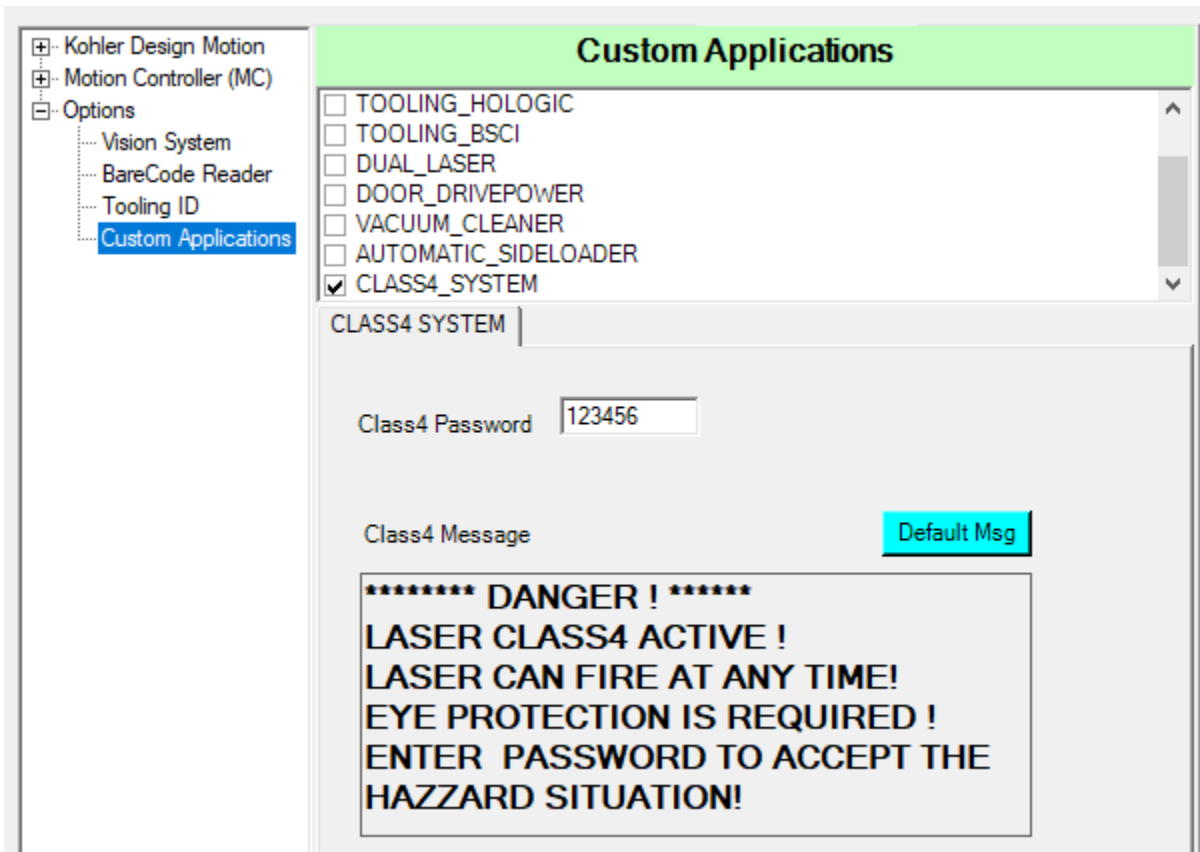 Kohler Design Motion
Motion Controller (MC)
Options
Vision System
BareCode Reader
Tooling ID
Custom Applications
Custom Applications
TOOLING_HOLOGIC
TOOLING_BSCI
DUAL_LASER
DOOR_DRIVEPOWER
VACUUM_CLEANER
AUTOMATIC_SIDELOADER
CLASS4_SYSTEM
CLASS4 SYSTEM
Class4 Password 123456
Class4 Message Default Msg
******** DANGER ! ******
LASER CLASS4 ACTIVE !
LASER CAN FIRE AT ANY TIME!
EYE PROTECTION IS REQUIRED !
ENTER  PASSWORD TO ACCEPT THE
HAZZARD SITUATION!